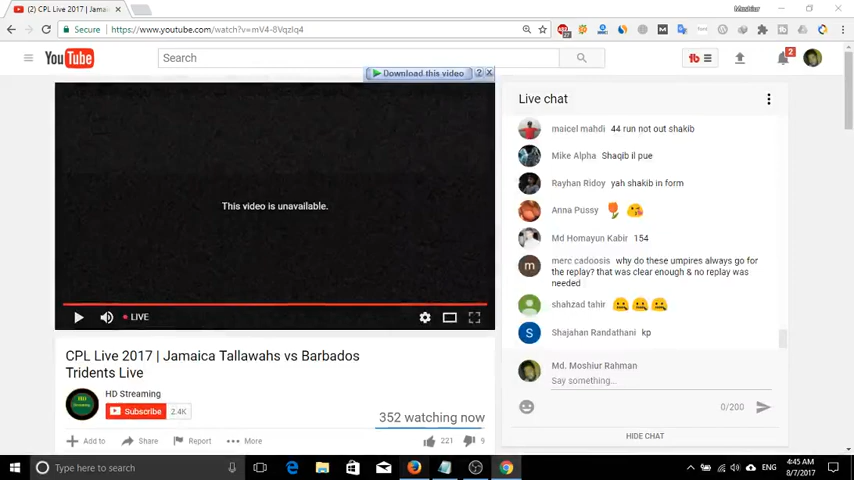 (2) CPL Live 2017 | Jamai
Moshiur
Secure
https://www.youtube.com/watch?v=mV4-8VqzIq4
YouTube
Search
2
Download this video
Live chat
This video is unavailable.
LIVE
maicel mahdi 44 run not out shakib
Mike Alpha Shaqib il pue
Rayhan Ridoy yah shakib in form
Anna Pussy
Md Homayun Kabir 154
merc cadoosis why do these umpires always go for
the replay? that was clear enough & no replay was
needed
shahzad tahir
Shajahan Randathani kp
Md. Moshiur Rahman
Say something...
0/200
HIDE CHAT
CPL Live 2017 | Jamaica Tallawahs vs Barbados
Tridents Live
HD Streaming
Subscribe 2.4K
352 watching now
Add to Share Report More
221 9
Type here to search
ENG
4:45 AM
8/7/2017